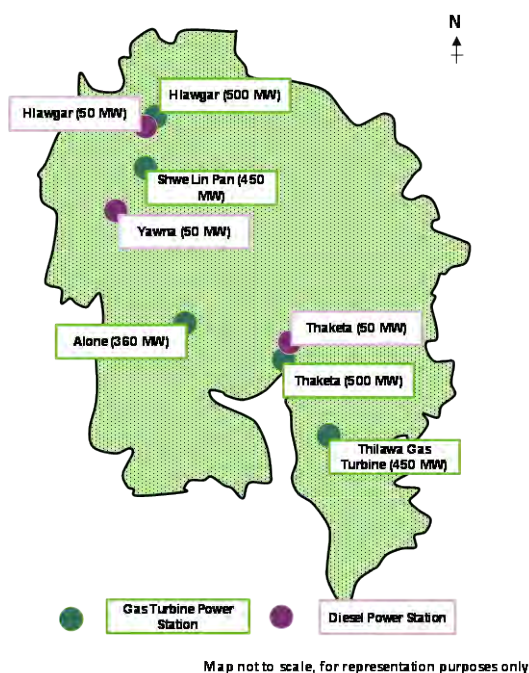 N
Hlawgar (500 MW)
Hlawgar (50 MW)
Shwe Lin Pan (450
MW)
Yawna (50 MW)
Thaketa (50 MW)
Alone (360 MW)
Thaketa (500 MW)
Thilawa Gas
Turbine (450 MW)
Gas Turbine Power
Station
Diesel Power Station
Map not to scale, for representation purposes only